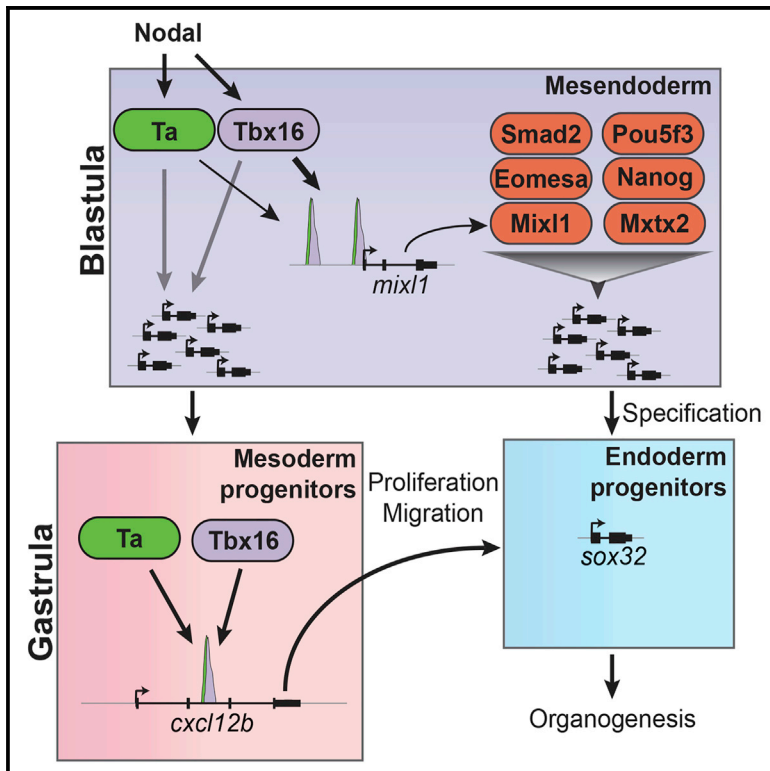 Nodal
Mesendoderm
Ta
Tbx16
Smad2
Pou5f3
Eomesa
Nanog
Mixl1
Mxtx2
mixl1
Blastula
Specification
Mesoderm
progenitors
Proliferation
Migration
Endoderm
progenitors
Ta
Tbx16
sox32
Gastrula
cxcl12b
Organogenesis